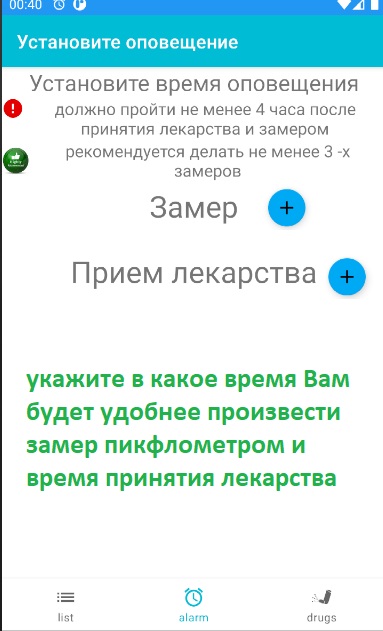 00:40
Установите оповещение
Установите время оповещения
должно пройти не менее 4 часа после
принятия лекарства и замером
рекомендуется делать не менее 3 -х
замеров
Замер
Прием лекарства
укажите в какое время Вам
будет удобнее произвести
замер пикфлометром и
время принятия лекарства
list
alarm
drugs